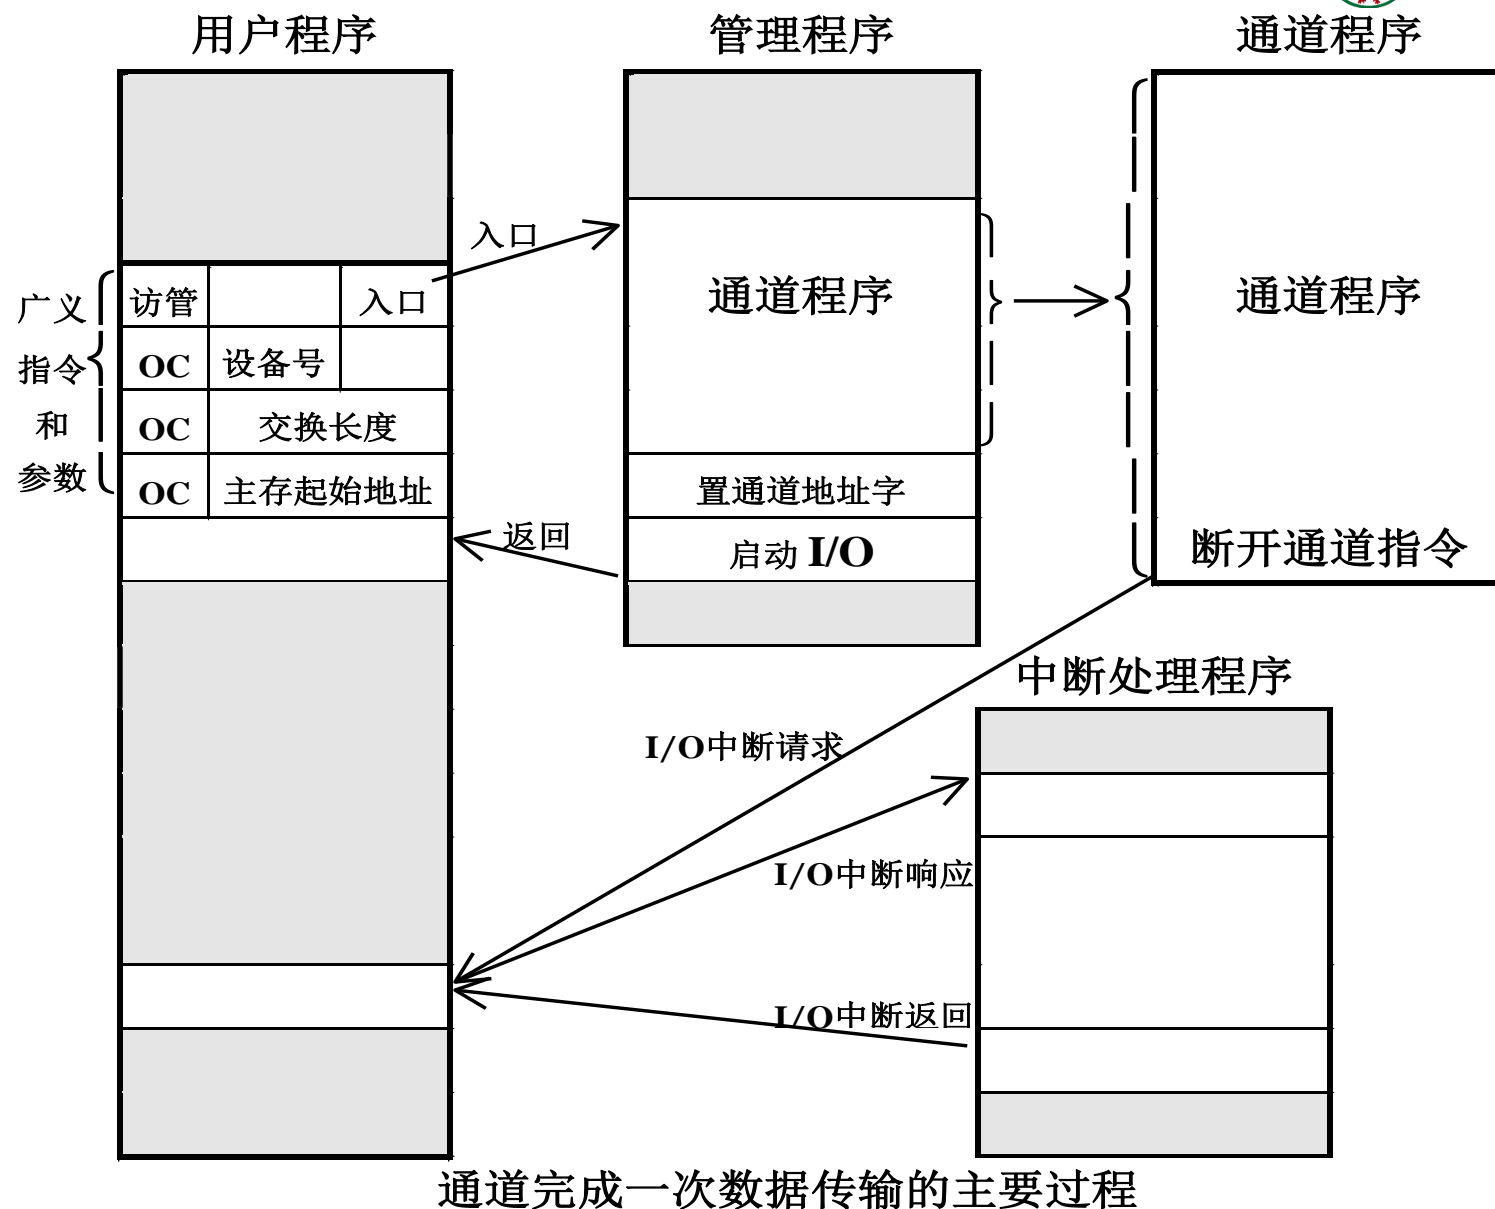 用户程序
管理程序
通道程序
入口
广义
指令
和
参数
访管
入口
OC
设备号
OC
交换长度
OC
主存起始地址
返回
通道程序
置通道地址字
启动 I/O
通道程序
断开通道指令
中断处理程序
I/O中断请求
I/O中断响应
I/O中断返回
通道完成一次数据传输的主要过程